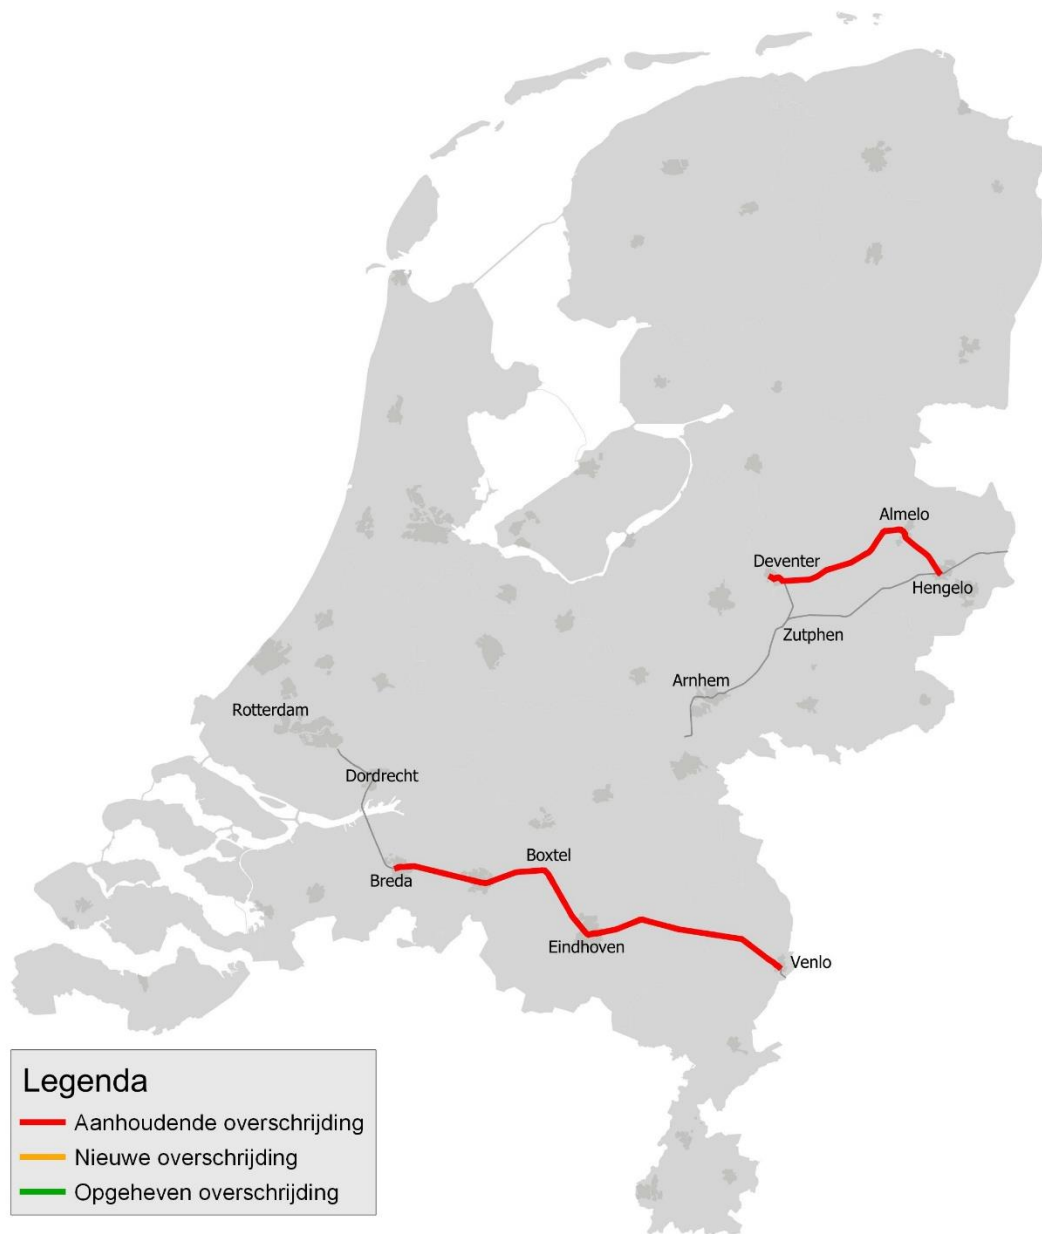 Almelo
Deventer
Hengelo
Zutphen
Arnhem
Rotterdam
Dordrecht
Boxtel
Breda
Eindhoven
Venlo
Legenda
Aanhoudende overschrijding
Nieuwe overschrijding
Opgeheven overschrijding